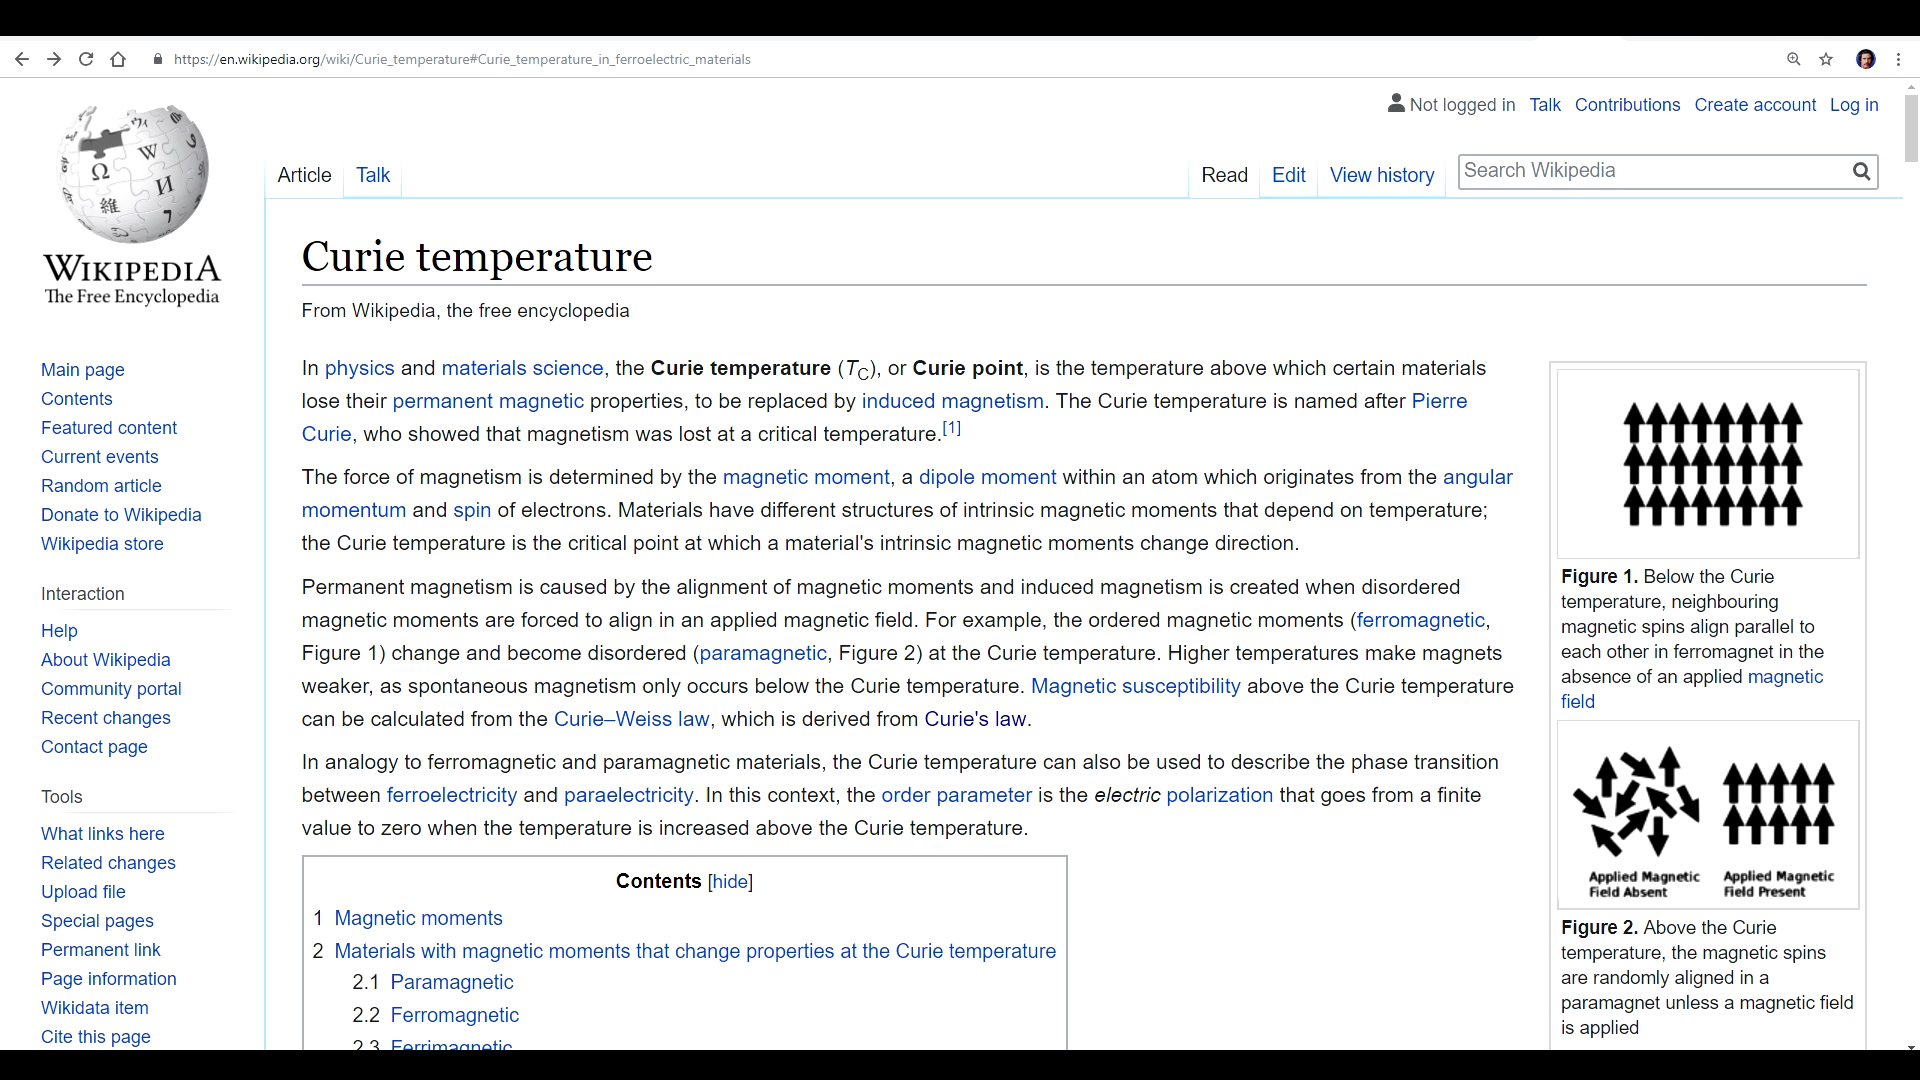 https://en.wikipedia.org/wiki/Curie_temperature#Curie_temperature_in_ferroelectric_materials
Not logged in Talk Contributions Create account Log in
Article Talk Read Edit View history Search Wikipedia
WIKIPEDIA
The Free Encyclopedia
Main page
Contents
Featured content
Current events
Random article
Donate to Wikipedia
Wikipedia store
Interaction
Help
About Wikipedia
Community portal
Recent changes
Contact page
Tools
What links here
Related changes
Upload file
Special pages
Permanent link
Page information
Wikidata item
Cite this page
Curie temperature
From Wikipedia, the free encyclopedia
In physics and materials science, the Curie temperature (TC), or Curie point, is the temperature above which certain materials
lose their permanent magnetic properties, to be replaced by induced magnetism. The Curie temperature is named after Pierre
Curie, who showed that magnetism was lost at a critical temperature.[1]
The force of magnetism is determined by the magnetic moment, a dipole moment within an atom which originates from the angular
momentum and spin of electrons. Materials have different structures of intrinsic magnetic moments that depend on temperature;
the Curie temperature is the critical point at which a material's intrinsic magnetic moments change direction.
Permanent magnetism is caused by the alignment of magnetic moments and induced magnetism is created when disordered
magnetic moments are forced to align in an applied magnetic field. For example, the ordered magnetic moments (ferromagnetic,
Figure 1) change and become disordered (paramagnetic, Figure 2) at the Curie temperature. Higher temperatures make magnets
weaker, as spontaneous magnetism only occurs below the Curie temperature. Magnetic susceptibility above the Curie temperature
can be calculated from the Curie–Weiss law, which is derived from Curie's law.
In analogy to ferromagnetic and paramagnetic materials, the Curie temperature can also be used to describe the phase transition
between ferroelectricity and paraelectricity. In this context, the order parameter is the electric polarization that goes from a finite
value to zero when the temperature is increased above the Curie temperature.
Contents [hide]
1 Magnetic moments
2 Materials with magnetic moments that change properties at the Curie temperature
2.1 Paramagnetic
2.2 Ferromagnetic
2.3 Ferrimagnetic
Figure 1. Below the Curie
temperature, neighbouring
magnetic spins align parallel to
each other in ferromagnet in the
absence of an applied magnetic
field
Applied Magnetic
Field Absent
Applied Magnetic
Field Present
Figure 2. Above the Curie
temperature, the magnetic spins
are randomly aligned in a
paramagnet unless a magnetic field
is applied